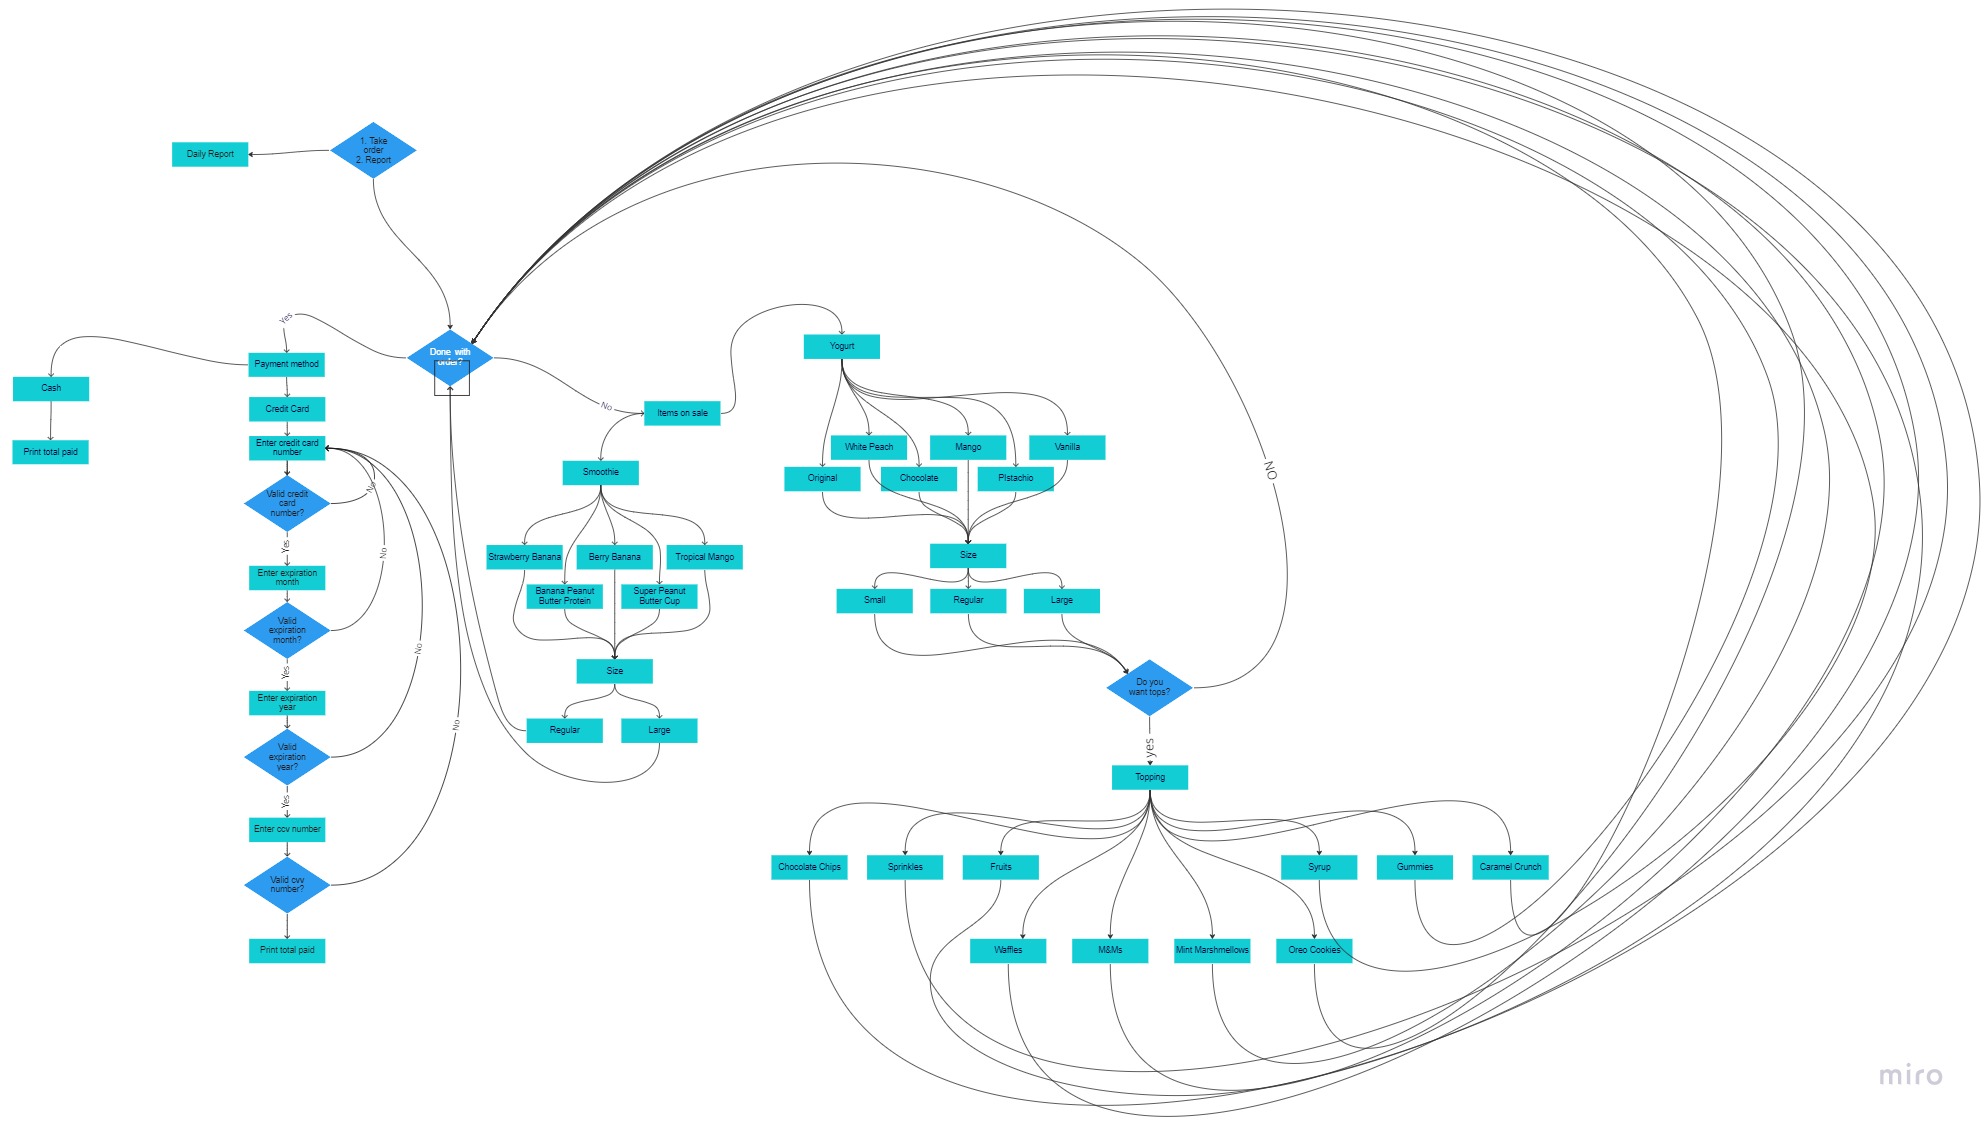 1. Take
order
2. Report
Daily Report
Yes
Done with
order?
No
Payment method
Cash
Print total paid
Credit Card
Enter credit card
number
Valid credit
card
number?
No
Yes
Enter expiration
month
No
Valid
expiration
month?
Yes
Enter expiration
year
No
Valid
expiration
year?
Yes
Enter ccv number
No
Valid cvv
number?
Print total paid
Items on sale
Smoothie
Strawberry Banana
Berry Banana
Tropical Mango
Banana Peanut
Butter Protein
Super Peanut
Butter Cup
Size
Regular
Large
Yogurt
White Peach
Mango
Vanilla
Original
Chocolate
PIstachio
Size
Small
Regular
Large
NO
Do you
want tops?
yes
Topping
Chocolate Chips
Sprinkles
Fruits
Syrup
Gummies
Caramel Crunch
Waffles
M&Ms
Mint Marshmellows
Oreo Cookies
miro